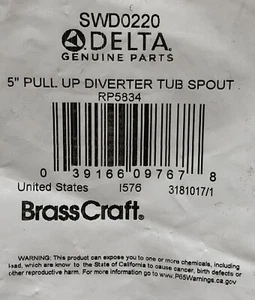 SWD0220
DELTA
GENUINE PARTS
5" PULL UP DIVERTER TUB SPOUT
RP5834
0 39166 09767 8
United States 1576 3181017/1
BrassCraft®
WARNING: This product can expose you to one or more chemicals, including
lead, which are know to the State of California to cause cancer, birth defects or
other reproductive harm. For more information go to www.P65Warnings.ca.gov